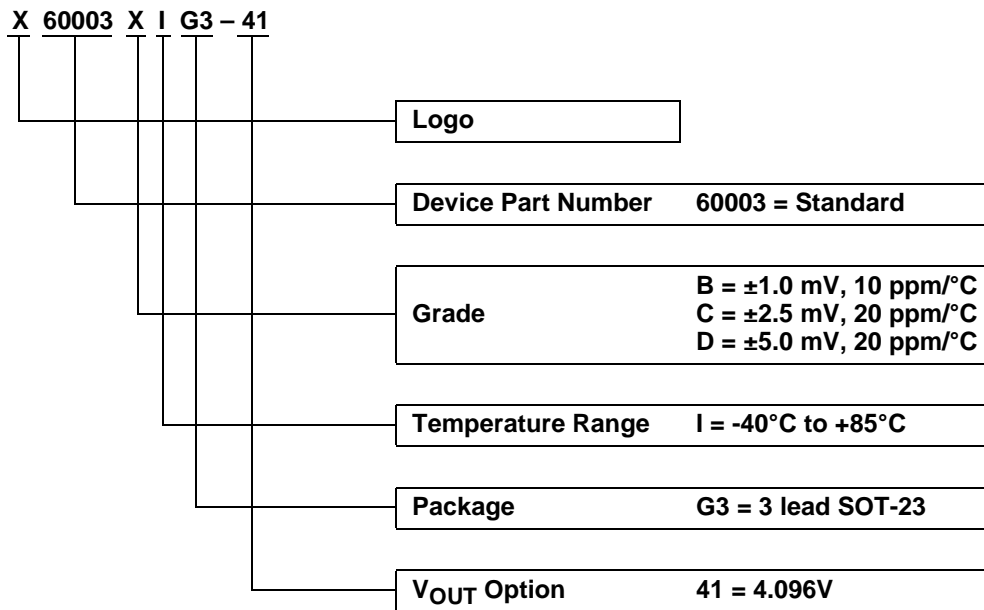 X 60003 X I G3 – 41
Logo
Device Part Number 60003 = Standard
B = ±1.0 mV, 10 ppm/°C
Grade C = ±2.5 mV, 20 ppm/°C
D = ±5.0 mV, 20 ppm/°C
Temperature Range I = -40°C to +85°C
Package G3 = 3 lead SOT-23
VOUT Option 41 = 4.096V